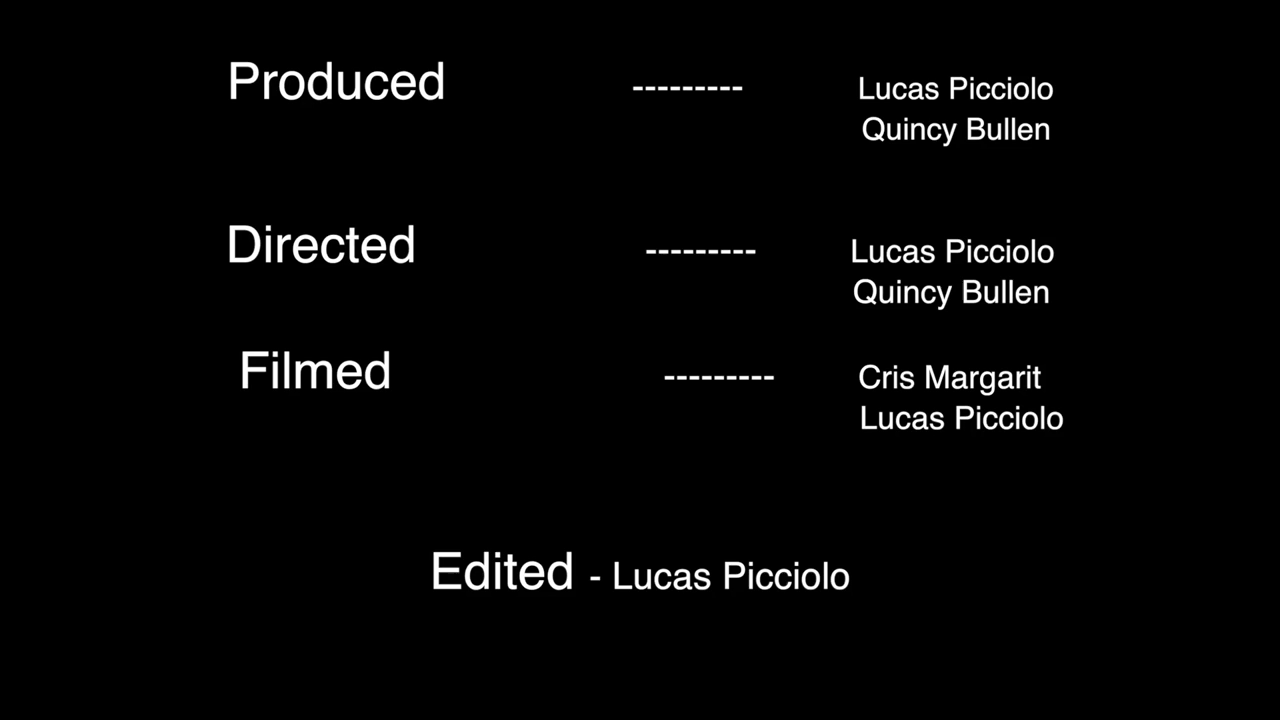 Produced --------- Lucas Picciolo
Quincy Bullen
Directed --------- Lucas Picciolo
Quincy Bullen
Filmed --------- Cris Margarit
Lucas Picciolo
Edited - Lucas Picciolo